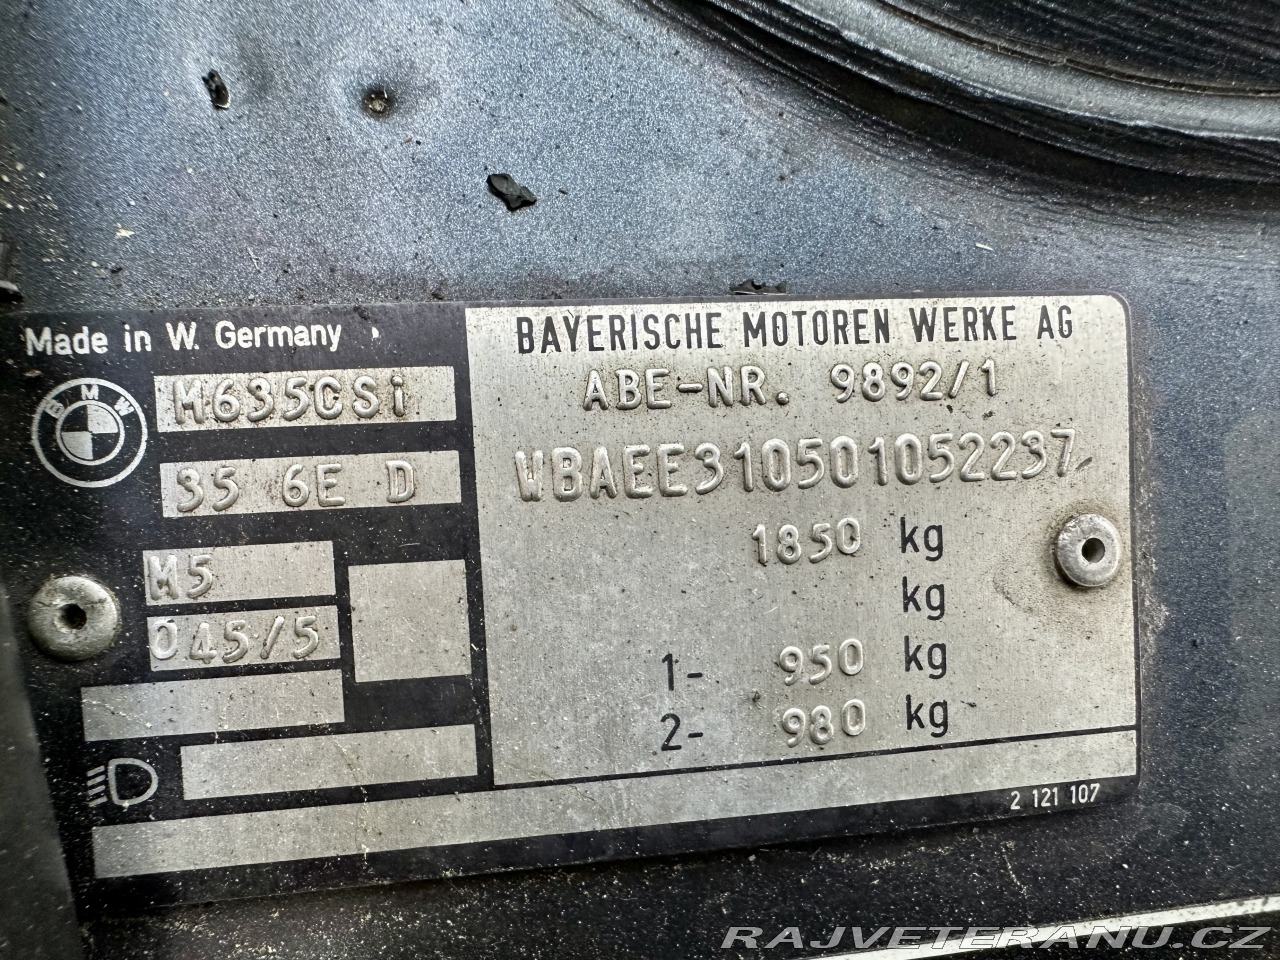 Made in W. Germany
BMW
M635CSi
35 6E D
M5
045/5
BAYERISCHE MOTOREN WERKE AG
ABE-NR. 9892/1
WBAEE310501052237
1850 kg
kg
1- 950 kg
2- 980 kg
2 121 107
RAJVETERANU.CZ